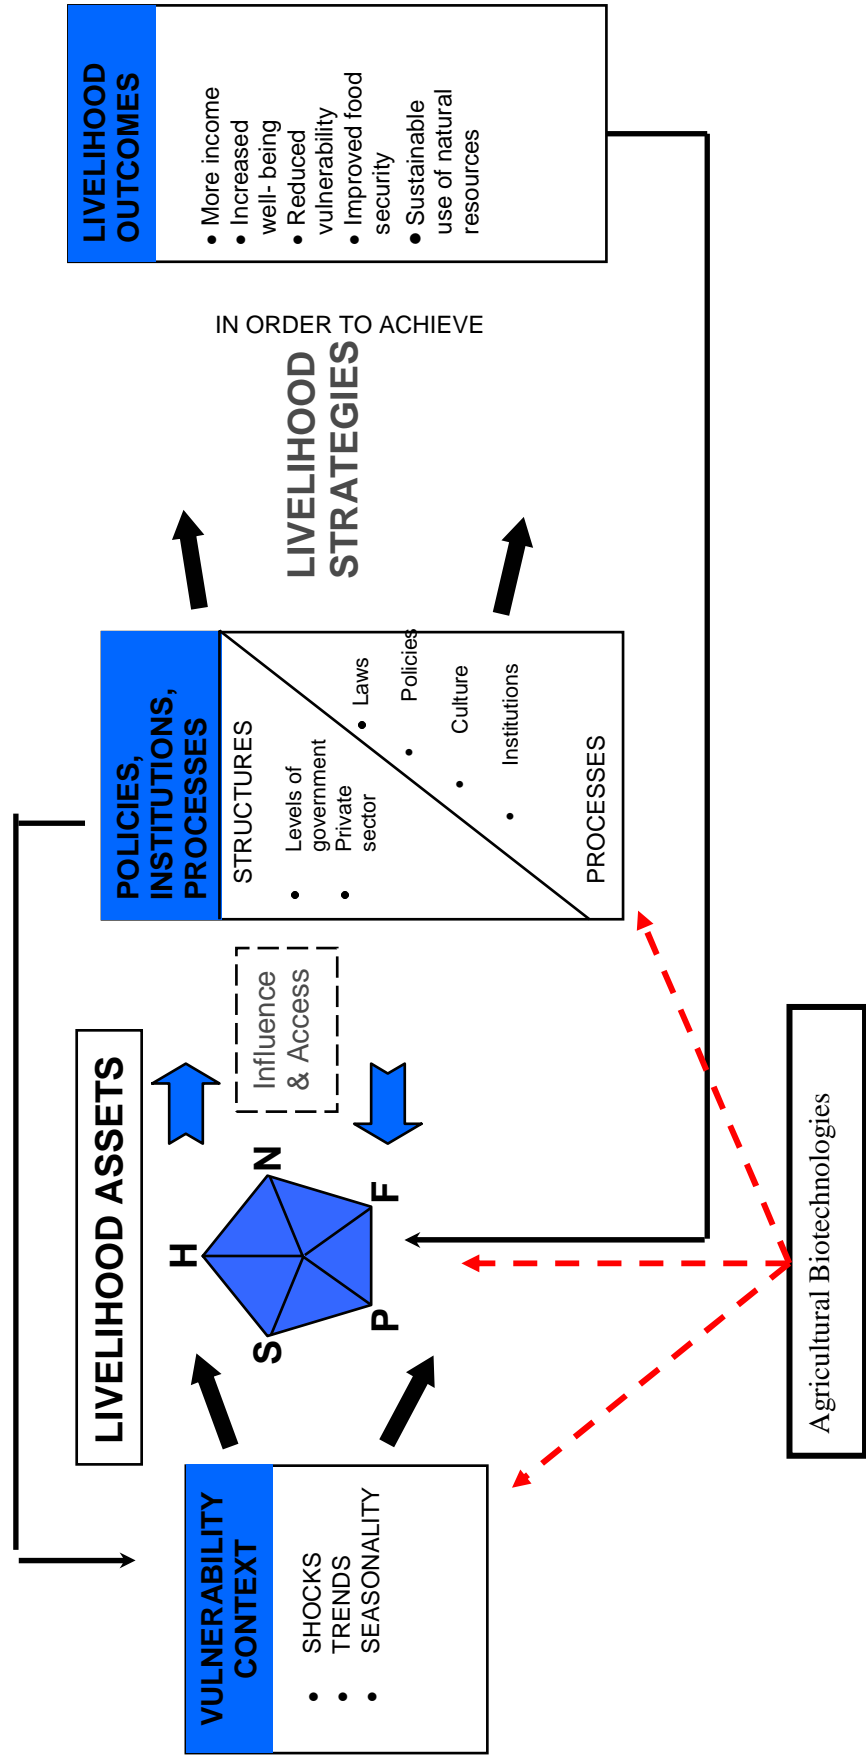 VULNERABILITY
CONTEXT
• SHOCKS
• TRENDS
• SEASONALITY
LIVELIHOOD ASSETS
H
S
N
P
F
Influence
& Access
POLICIES,
INSTITUTIONS,
PROCESSES
STRUCTURES
• Levels of
government
• Private
sector
• Laws
• Policies
• Culture
• Institutions
PROCESSES
LIVELIHOOD
STRATEGIES
IN ORDER TO ACHIEVE
LIVELIHOOD
OUTCOMES
• More income
• Increased
well- being
• Reduced
vulnerability
• Improved food
security
• Sustainable
use of natural
resources
Agricultural Biotechnologies